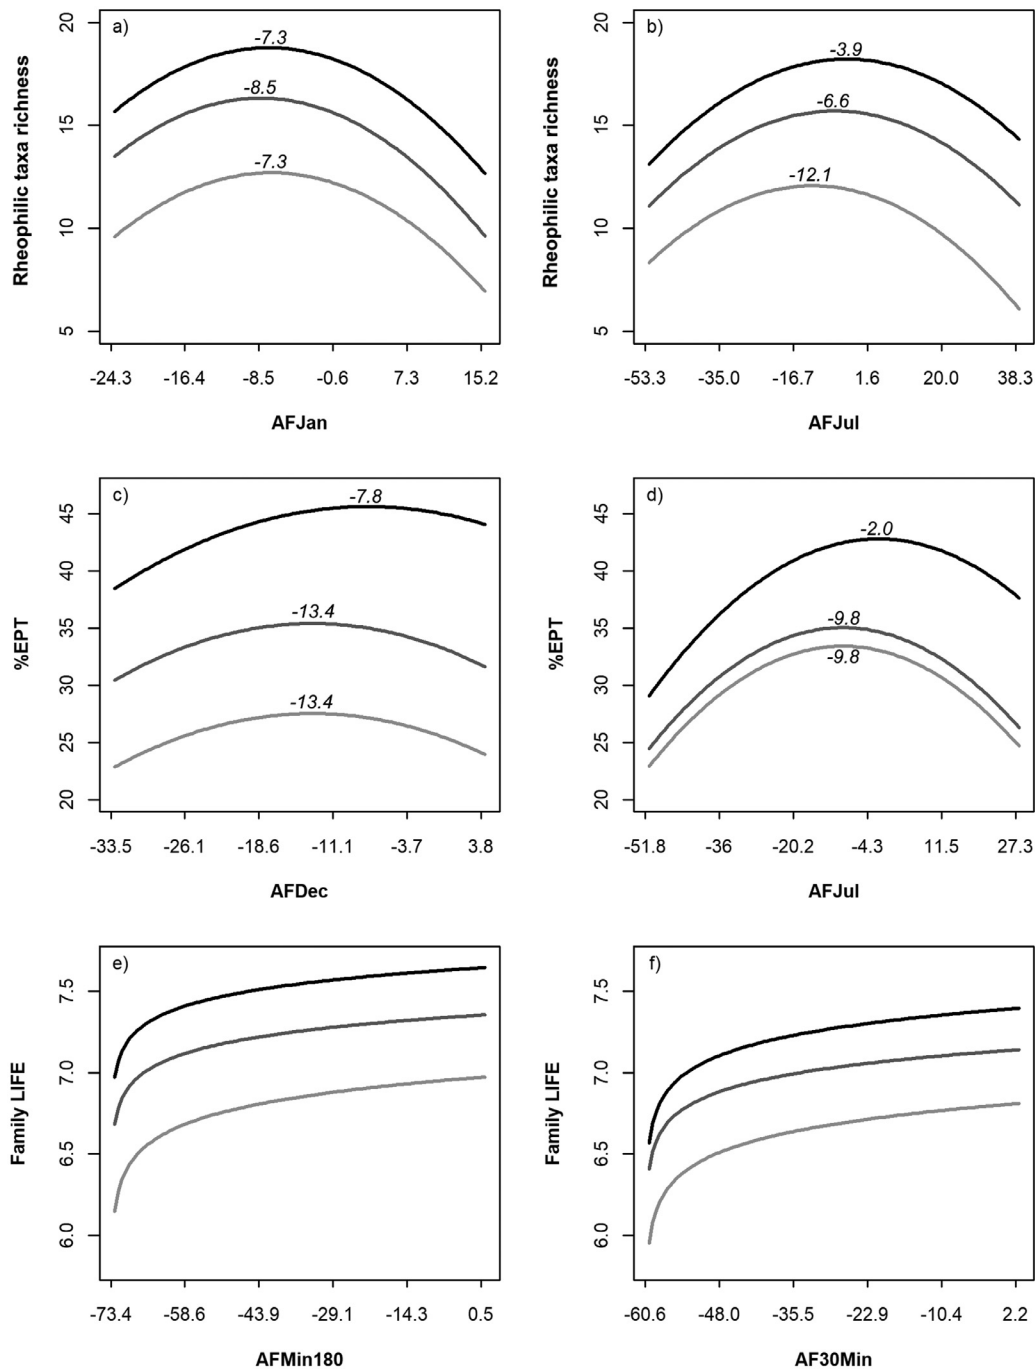 a)
Rheophilic taxa richness
20
15
10
5
-7.3
-8.5
-7.3
-24.3 -16.4 -8.5 -0.6 7.3 15.2
AFJan
b)
Rheophilic taxa richness
20
15
10
5
-3.9
-6.6
-12.1
-53.3 -35.0 -16.7 1.6 20.0 38.3
AFJul
c)
%EPT
45
40
35
30
25
20
-7.8
-13.4
-13.4
-33.5 -26.1 -18.6 -11.1 -3.7 3.8
AFDec
d)
%EPT
45
40
35
30
25
20
-2.0
-9.8
-9.8
-51.8 -36 -20.2 -4.3 11.5 27.3
AFJul
e)
Family LIFE
7.5
7.0
6.5
6.0
-73.4 -58.6 -43.9 -29.1 -14.3 0.5
AFMin180
f)
Family LIFE
7.5
7.0
6.5
6.0
-60.6 -48.0 -35.5 -22.9 -10.4 2.2
AF30Min